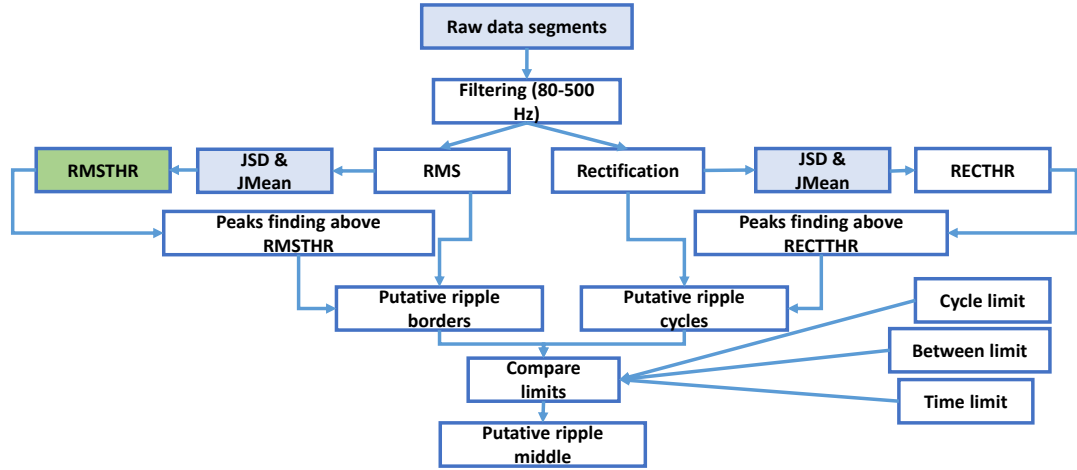 Raw data segments
Filtering (80-500
Hz)
RMSTHR
JSD &
JMean
RMS
Rectification
JSD &
JMean
RECTHR
Peaks finding above
RMSTHR
Peaks finding above
RECTTHR
Putative ripple
borders
Putative ripple
cycles
Cycle limit
Between limit
Time limit
Compare
limits
Putative ripple
middle